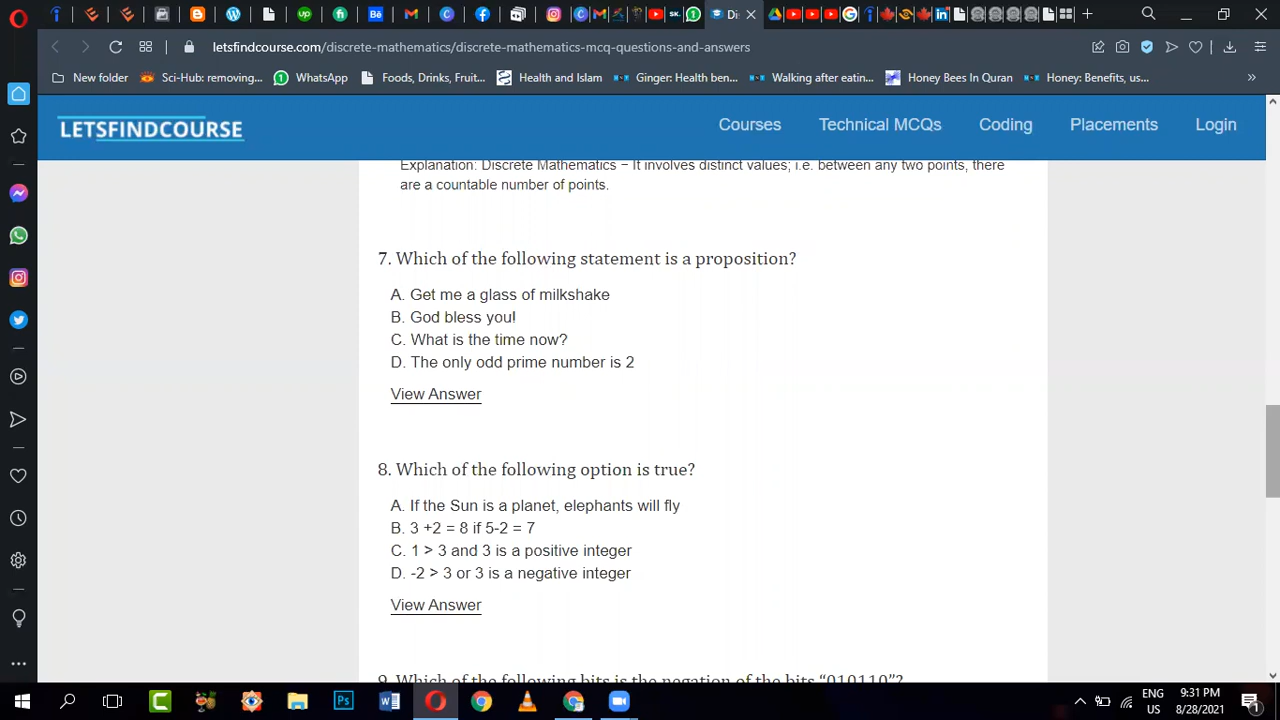 letsfindcourse.com/discrete-mathematics/discrete-mathematics-mcq-questions-and-answers
New folder
Sci-Hub: removing...
WhatsApp
Foods, Drinks, Fruit...
Health and Islam
Ginger: Health ben...
Walking after eatin...
Honey Bees In Quran
Honey: Benefits, us...
LETSFINDCOURSE
Courses
Technical MCQs
Coding
Placements
Login
Explanation: Discrete Mathematics − It involves distinct values; i.e. between any two points, there
are a countable number of points.
7. Which of the following statement is a proposition?
A. Get me a glass of milkshake
B. God bless you!
C. What is the time now?
D. The only odd prime number is 2
View Answer
8. Which of the following option is true?
A. If the Sun is a planet, elephants will fly
B. 3 +2 = 8 if 5-2 = 7
C. 1 > 3 and 3 is a positive integer
D. -2 > 3 or 3 is a negative integer
View Answer
9. Which of the following bits is the negation of the bits “010110”?
ENG
US
9:31 PM
8/28/2021